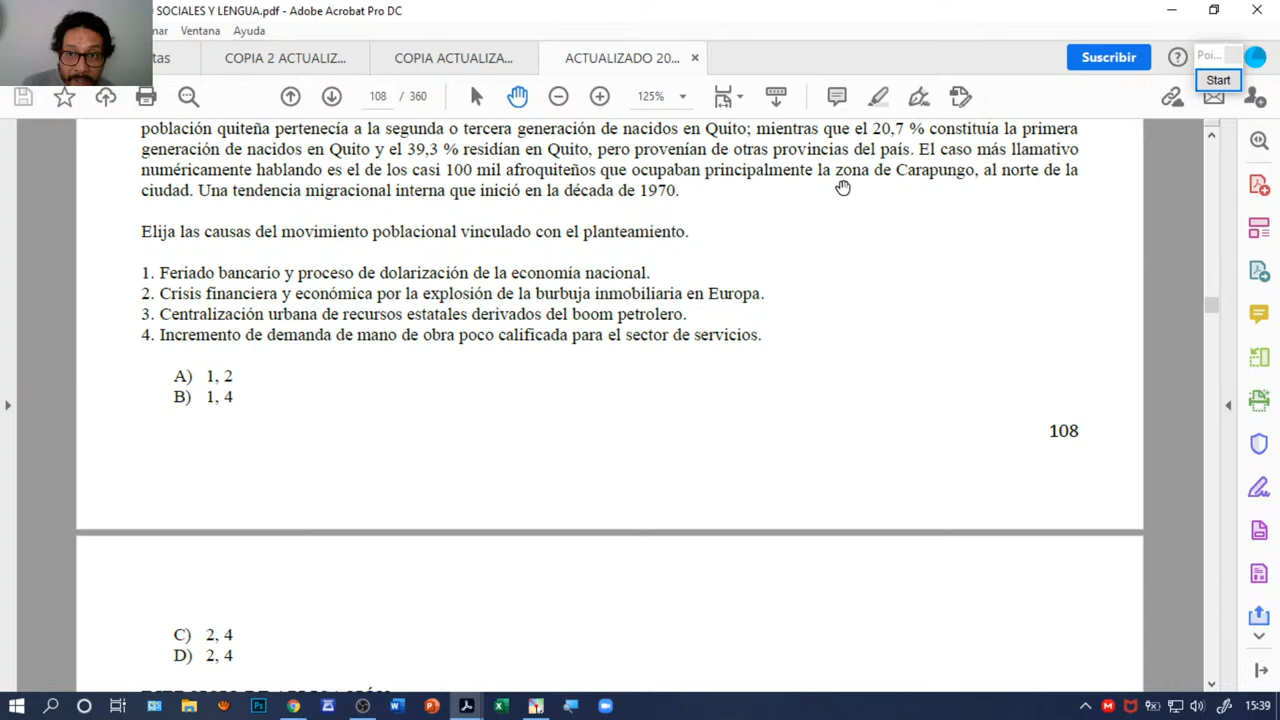 SOCIALES Y LENGUA.pdf - Adobe Acrobat Pro DC
Ventana Ayuda
COPIA 2 ACTUALIZ... COPIA ACTUALIZA... ACTUALIZADO 20... Suscribir Poi...
Start
108 / 360 125%
población quiteña pertenecía a la segunda o tercera generación de nacidos en Quito; mientras que el 20,7 % constituía la primera
generación de nacidos en Quito y el 39,3 % residían en Quito, pero provenían de otras provincias del país. El caso más llamativo
numéricamente hablando es el de los casi 100 mil afroquiteños que ocupaban principalmente la zona de Carapungo, al norte de la
ciudad. Una tendencia migracional interna que inició en la década de 1970.
Elija las causas del movimiento poblacional vinculado con el planteamiento.
1. Feriado bancario y proceso de dolarización de la economía nacional.
2. Crisis financiera y económica por la explosión de la burbuja inmobiliaria en Europa.
3. Centralización urbana de recursos estatales derivados del boom petrolero.
4. Incremento de demanda de mano de obra poco calificada para el sector de servicios.
A) 1, 2
B) 1, 4
108
C) 2, 4
D) 2, 4
15:39